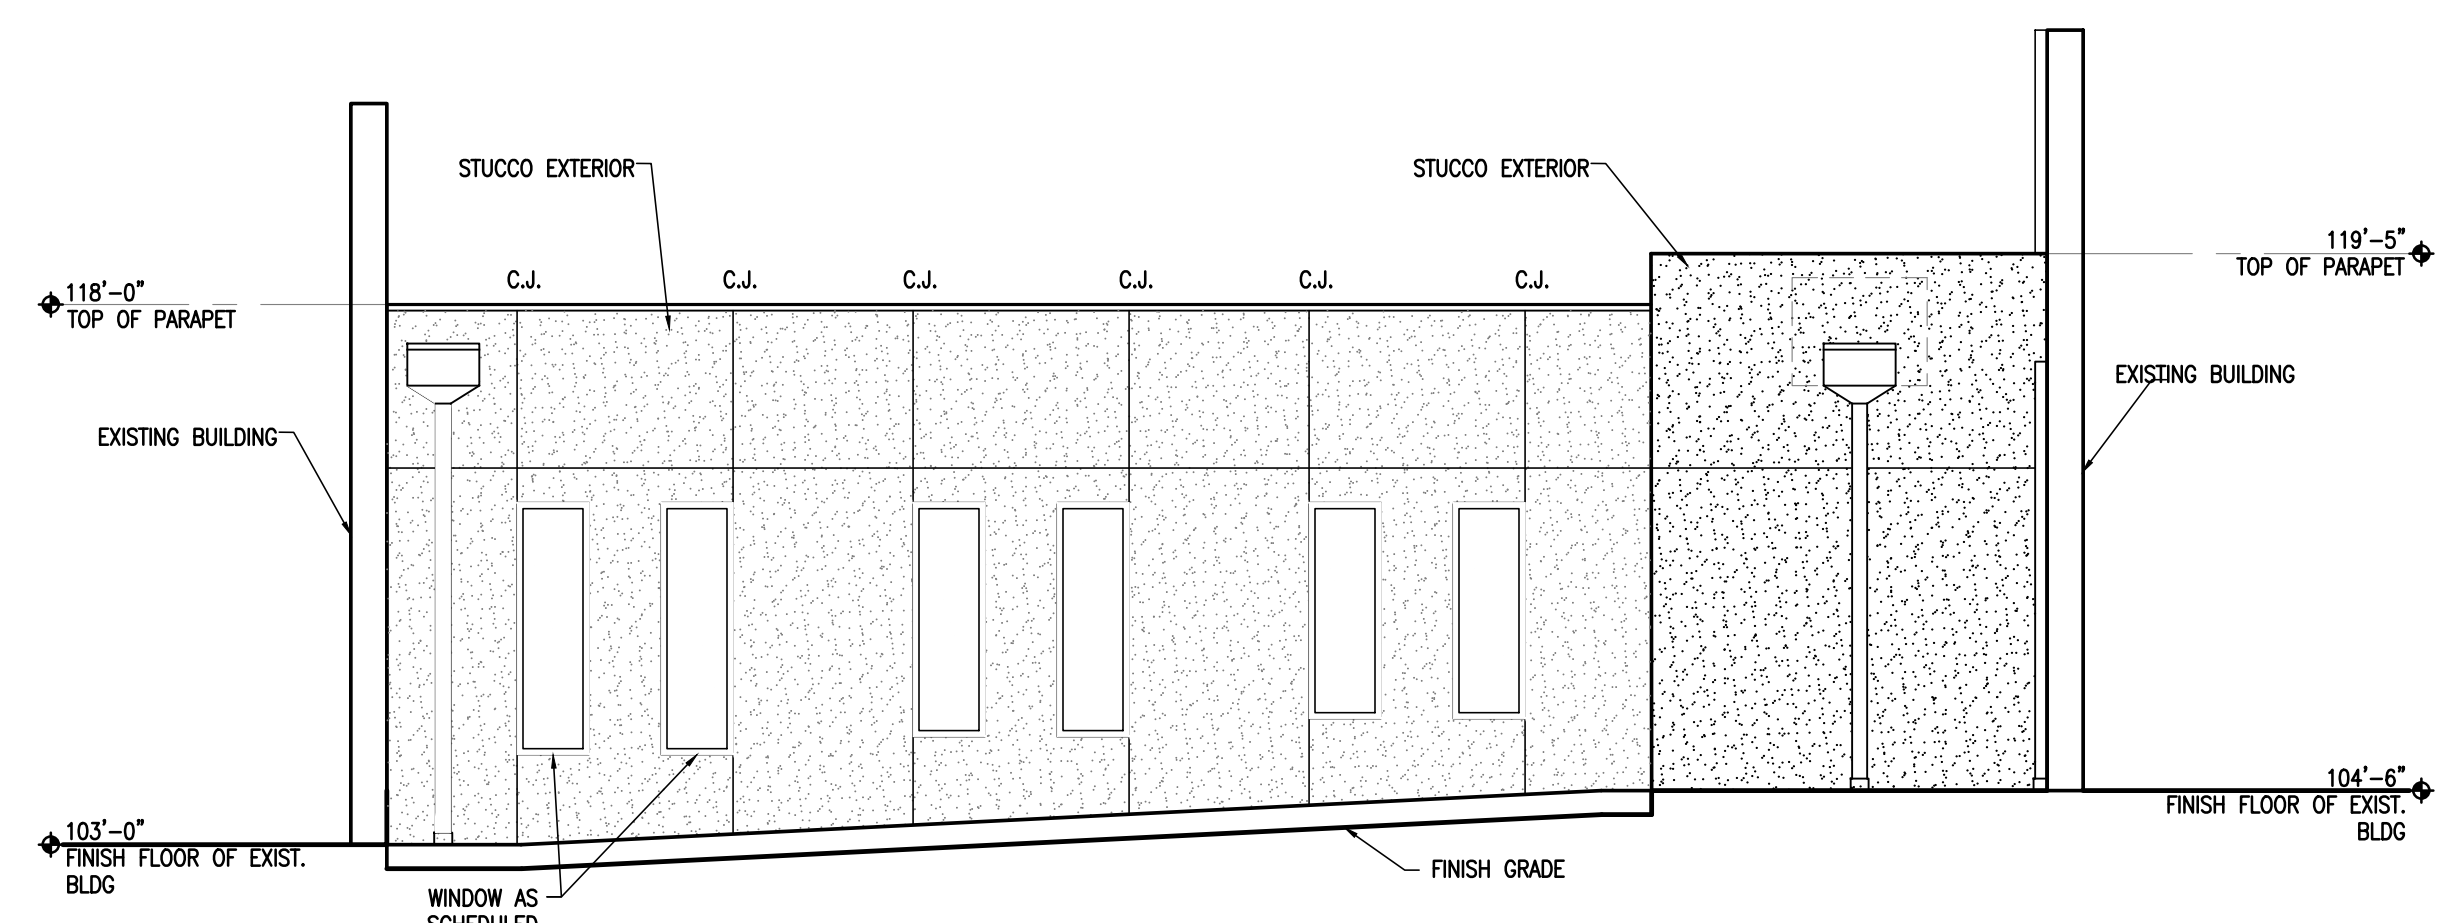 STUCCO EXTERIOR
STUCCO EXTERIOR
119'-5"
TOP OF PARAPET
C.J.
C.J.
C.J.
C.J.
C.J.
C.J.
118'-0"
TOP OF PARAPET
EXISTING BUILDING
EXISTING BUILDING
104'-6"
FINISH FLOOR OF EXIST.
BLDG
103'-0"
FINISH FLOOR OF EXIST.
BLDG
FINISH GRADE
WINDOW AS
SCHEDULED